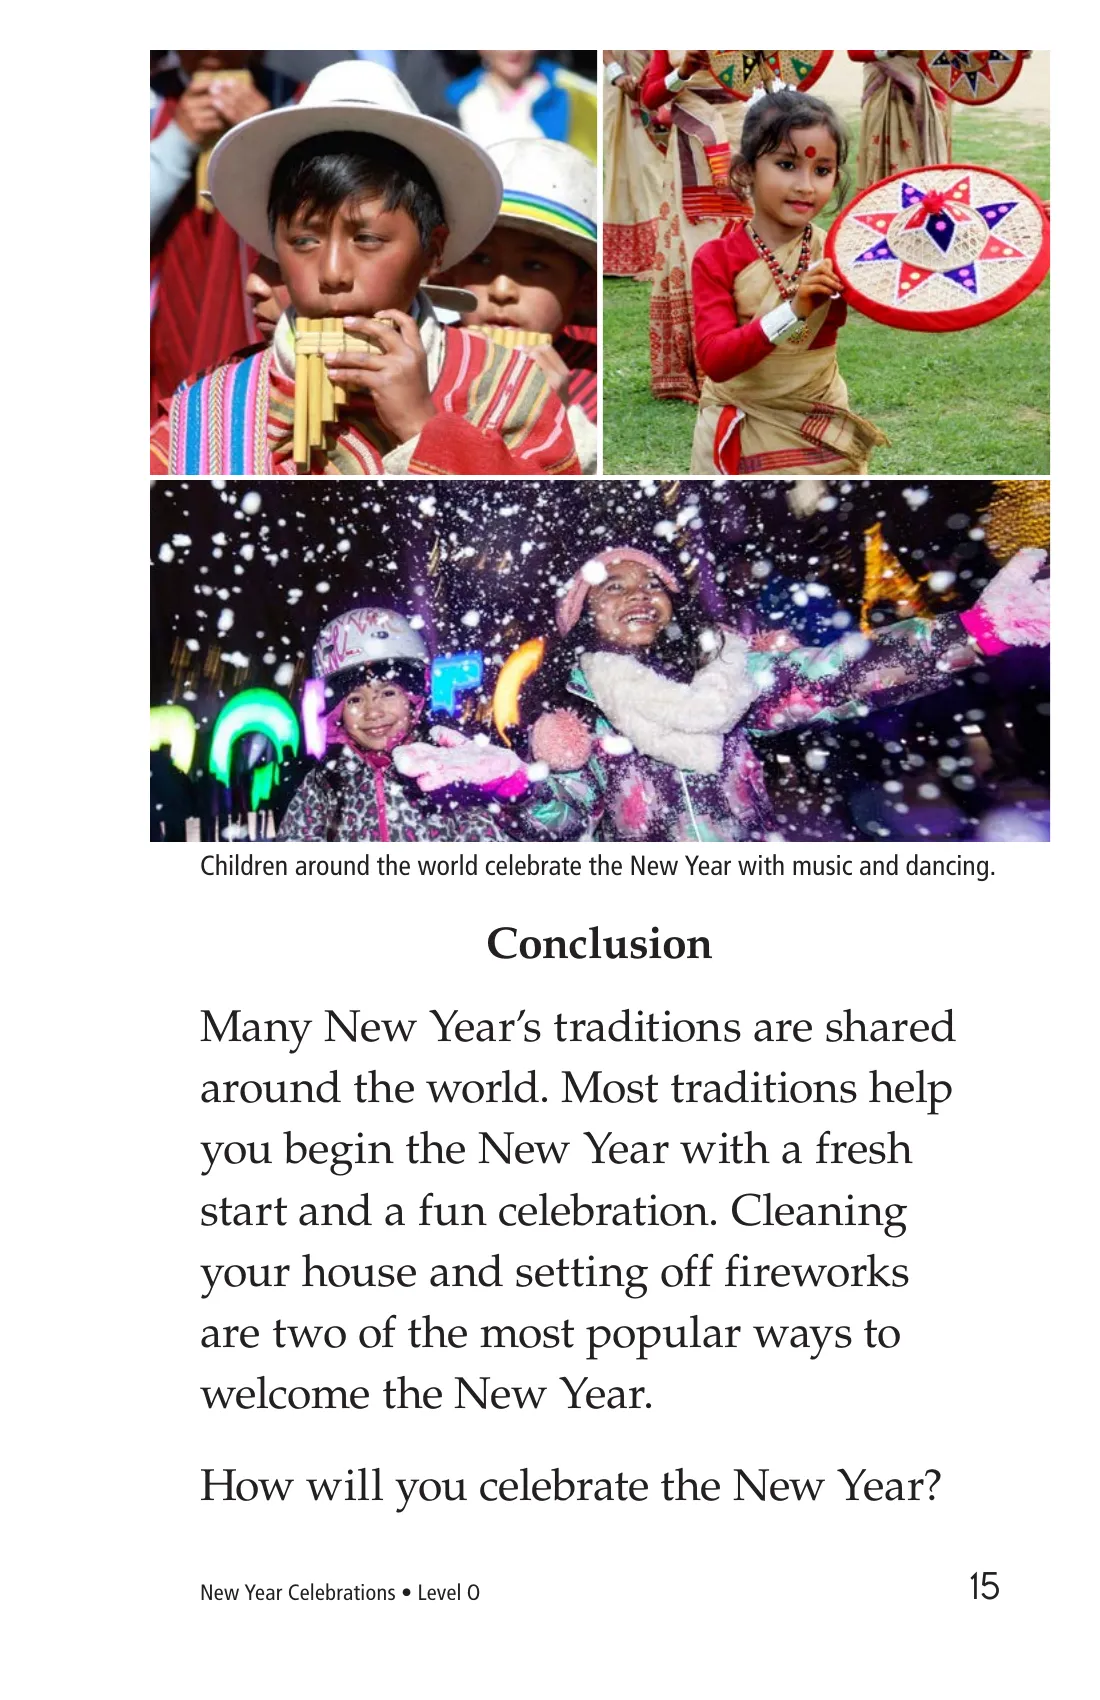 Children around the world celebrate the New Year with music and dancing.
Conclusion
Many New Year’s traditions are shared
around the world. Most traditions help
you begin the New Year with a fresh
start and a fun celebration. Cleaning
your house and setting off fireworks
are two of the most popular ways to
welcome the New Year.
How will you celebrate the New Year?
New Year Celebrations • Level O
15